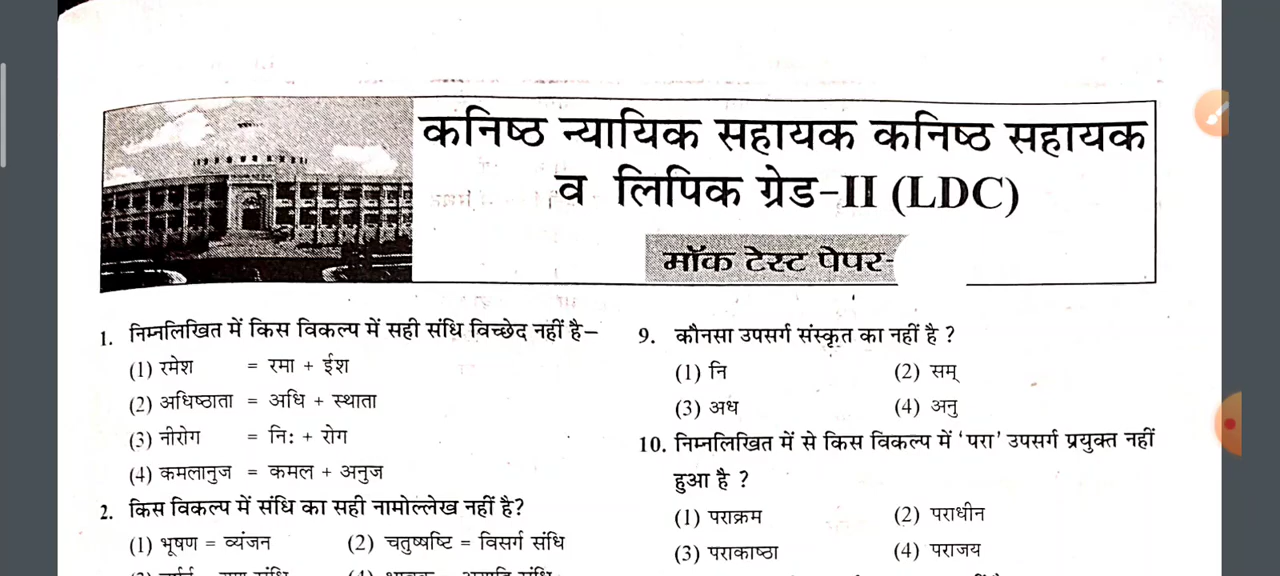 कनिष्ठ न्यायिक सहायक कनिष्ठ सहायक
व लिपिक ग्रेड-II (LDC)
मॉक टेस्ट पेपर-
1. निम्नलिखित में किस विकल्प में सही संधि विच्छेद नहीं है–
(1) रमेश = रमा + ईश
(2) अधिष्ठाता = अधि + स्थाता
(3) नीरोग = नि: + रोग
(4) कमलानुज = कमल + अनुज
2. किस विकल्प में संधि का सही नामोल्लेख नहीं है?
(1) भूषण = व्यंजन (2) चतुष्षष्टि = विसर्ग संधि
9. कौनसा उपसर्ग संस्कृत का नहीं है ?
(1) नि (2) सम्
(3) अध (4) अनु
10. निम्नलिखित में से किस विकल्प में ‘परा’ उपसर्ग प्रयुक्त नहीं
हुआ है ?
(1) पराक्रम (2) पराधीन
(3) पराकाष्ठा (4) पराजय